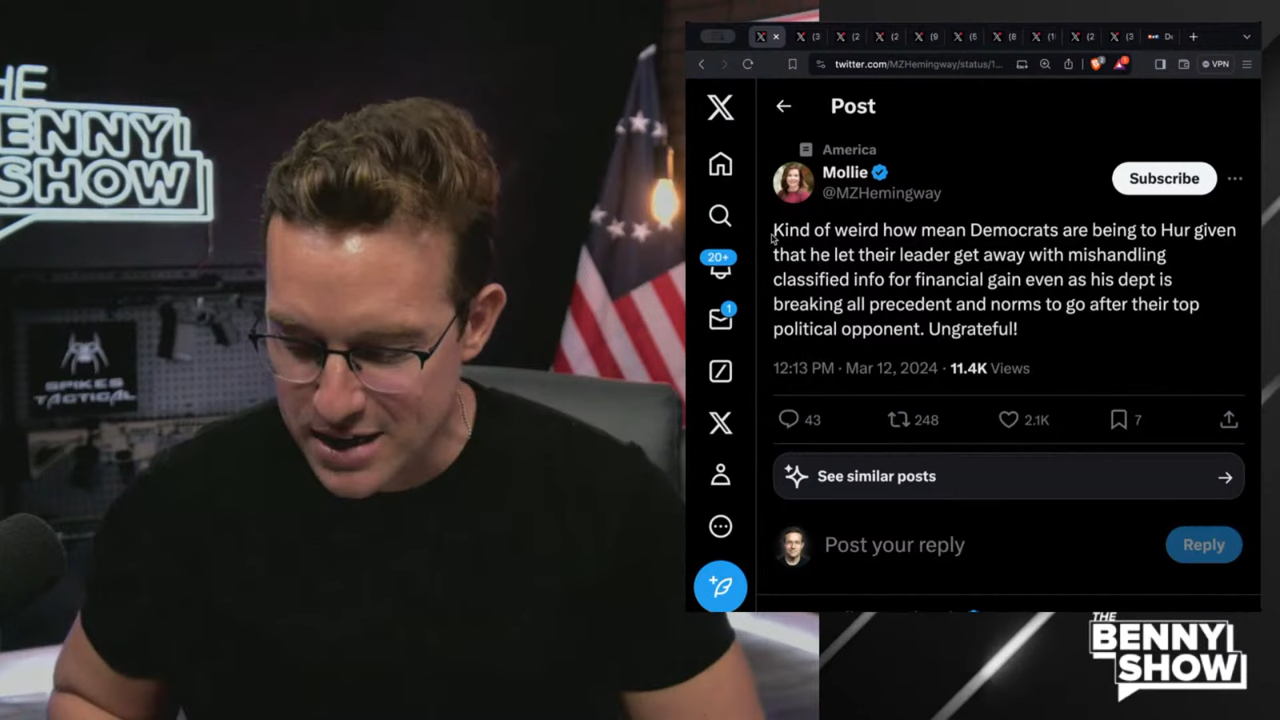 THE
BENNY
SHOW
SPIKE'S
TACTICAL
twitter.com/MZHemingway/status/1...
VPN
Post
America
Mollie
@MZHemingway
Subscribe
Kind of weird how mean Democrats are being to Hur given
that he let their leader get away with mishandling
classified info for financial gain even as his dept is
breaking all precedent and norms to go after their top
political opponent. Ungrateful!
12:13 PM · Mar 12, 2024 · 11.4K Views
43 248 2.1K 7
See similar posts
Post your reply
Reply
20+
1
THE
BENNY
SHOW